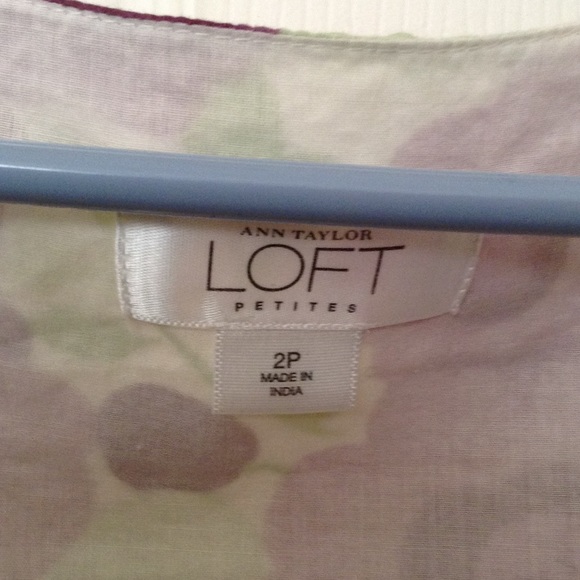 ANN TAYLOR
LOFT
PETITES
2P
MADE IN
INDIA